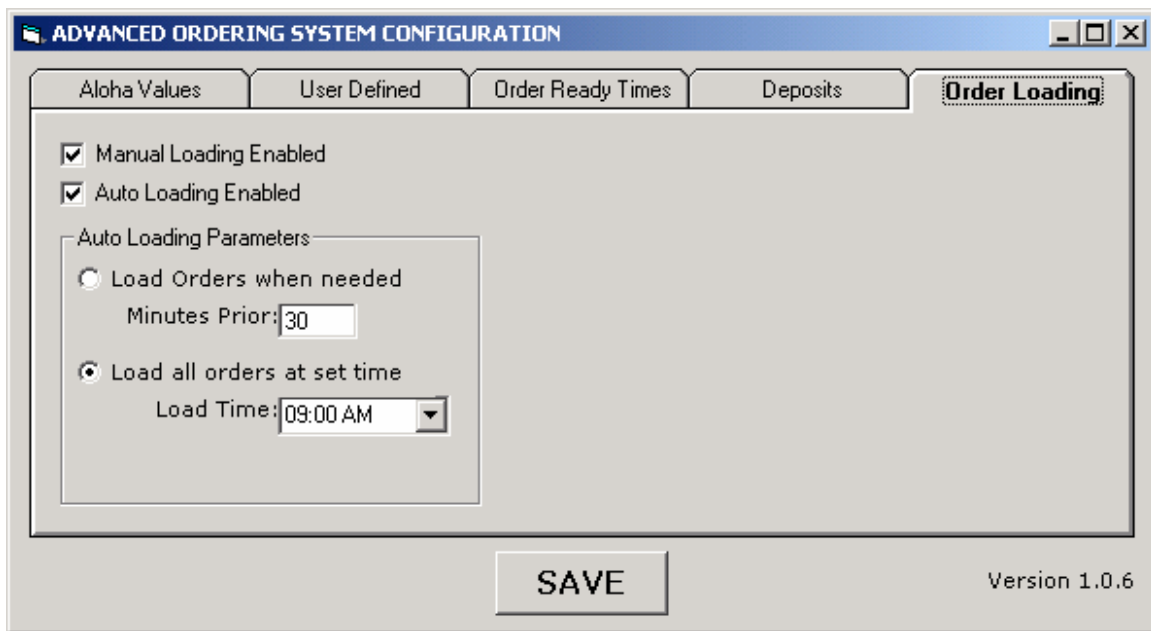 ADVANCED ORDERING SYSTEM CONFIGURATION
Aloha Values User Defined Order Ready Times Deposits Order Loading
Manual Loading Enabled
Auto Loading Enabled
Auto Loading Parameters
Load Orders when needed
Minutes Prior: 30
Load all orders at set time
Load Time: 09:00 AM
SAVE
Version 1.0.6